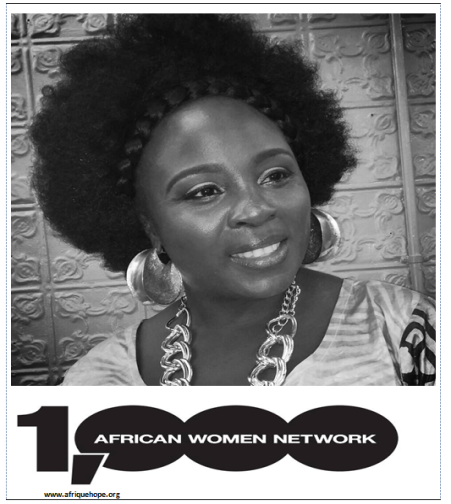 1,000
AFRICAN WOMEN NETWORK
www.afriquehope.org